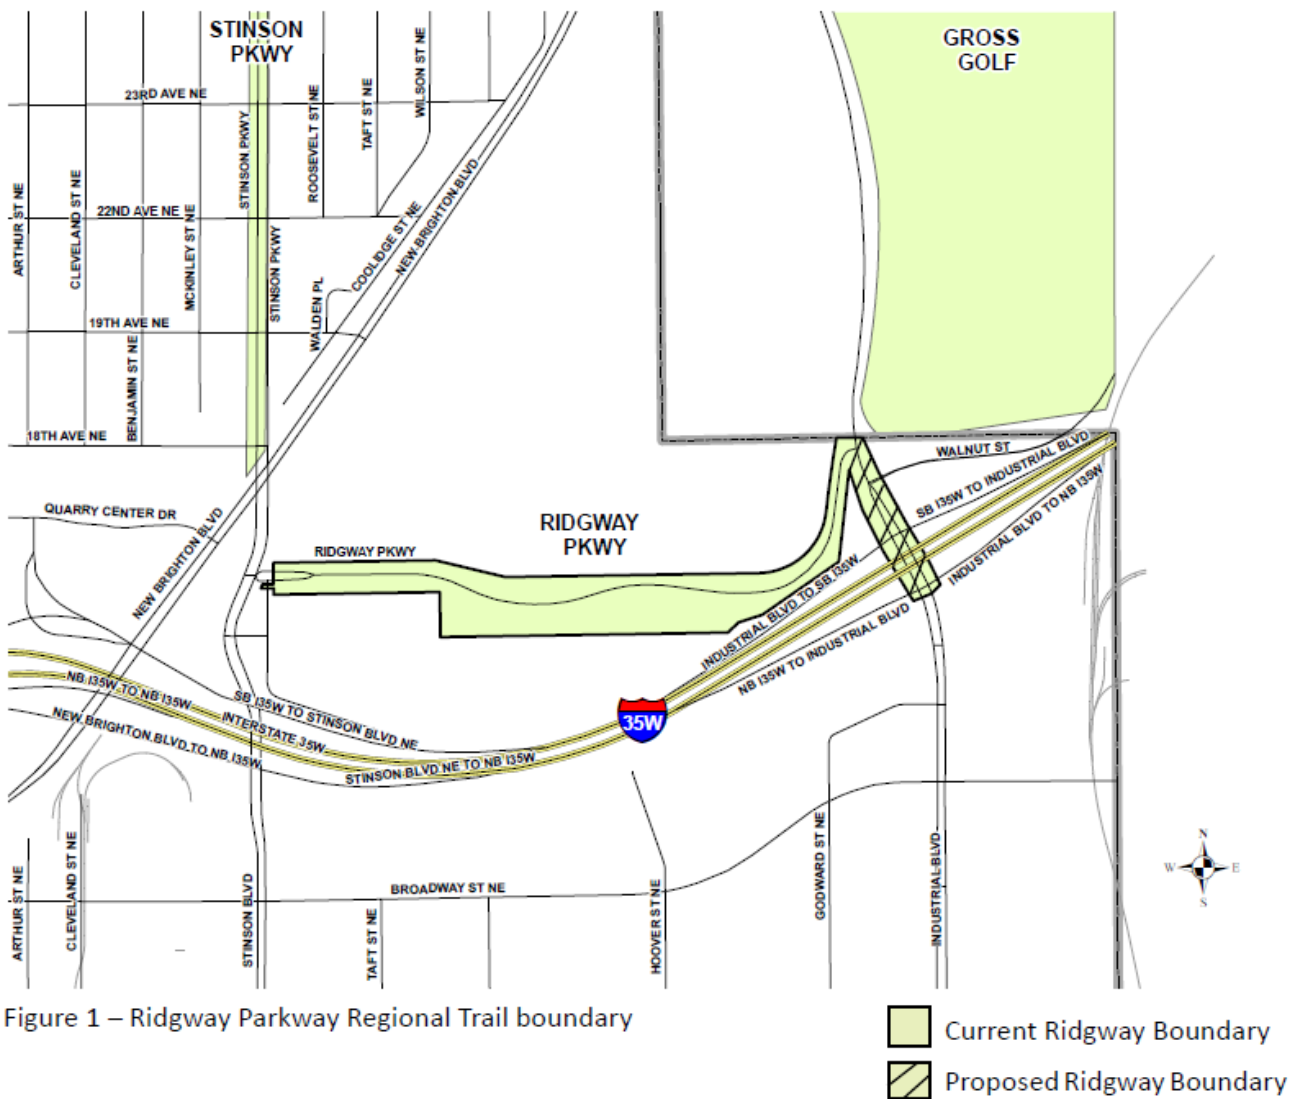 STINSON
PKWY
GROSS
GOLF
WILSON ST NE
23RD AVE NE
ROOSEVELT ST NE
TAFT ST NE
STINSON PKWY
ARTHUR ST NE
CLEVELAND ST NE
22ND AVE NE
MCKINLEY ST NE
STINSON PKWY
COOLIDGE ST NE
NEW BRIGHTON BLVD
WALDEN PL
19TH AVE NE
BENJAMIN ST NE
18TH AVE NE
WALNUT ST
SB I35W TO INDUSTRIAL BLVD
INDUSTRIAL BLVD TO NB I35W
QUARRY CENTER DR
NEW BRIGHTON BLVD
RIDGWAY
PKWY
RIDGWAY PKWY
INDUSTRIAL BLVD TO SB I35W
NB I35W TO INDUSTRIAL BLVD
NB I35W TO NB I35W
SB I35W TO STINSON BLVD NE
INTERSTATE 35W
NEW BRIGHTON BLVD TO NB I35W
STINSON BLVD NE TO NB I35W
35W
ARTHUR ST NE
CLEVELAND ST NE
STINSON BLVD
TAFT ST NE
BROADWAY ST NE
HOOVER ST NE
GODWARD ST NE
INDUSTRIAL BLVD
N
W
E
S
Figure 1 – Ridgway Parkway Regional Trail boundary
Current Ridgway Boundary
Proposed Ridgway Boundary